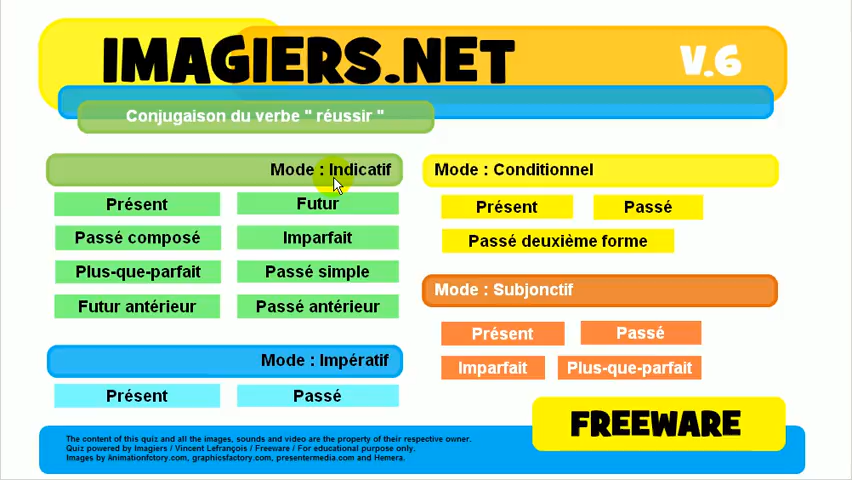 IMAGIERS.NET
V.6
Conjugaison du verbe " réussir "
Mode : Indicatif
Présent
Futur
Passé composé
Imparfait
Plus-que-parfait
Passé simple
Futur antérieur
Passé antérieur
Mode : Impératif
Présent
Passé
Mode : Conditionnel
Présent
Passé
Passé deuxième forme
Mode : Subjonctif
Présent
Passé
Imparfait
Plus-que-parfait
FREEWARE
The content of this quiz and all the images, sounds and video are the property of their respective owner.
Quiz powered by Imagiers / Vincent Lefrançois / Freeware / For educational purpose only.
Images by Animationfctory.com, graphicsfactory.com, presentermedia.com and Hemera.